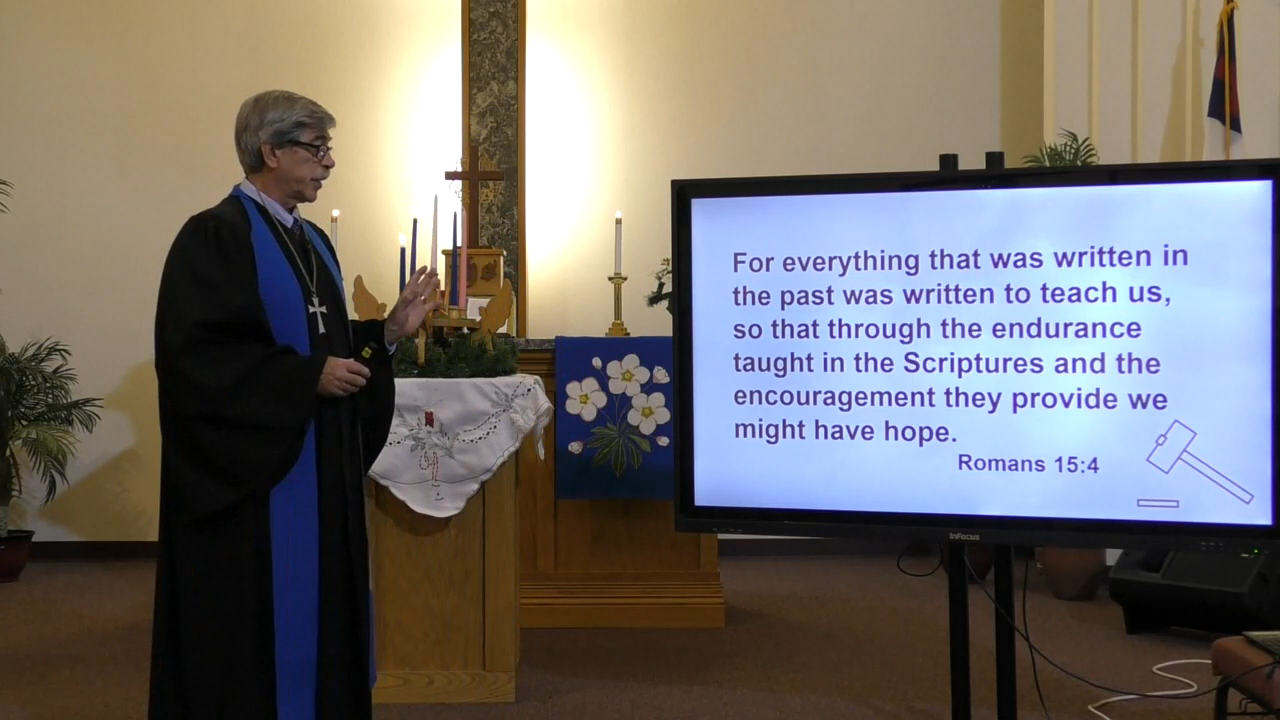 For everything that was written in
the past was written to teach us,
so that through the endurance
taught in the Scriptures and the
encouragement they provide we
might have hope.
Romans 15:4
InFocus